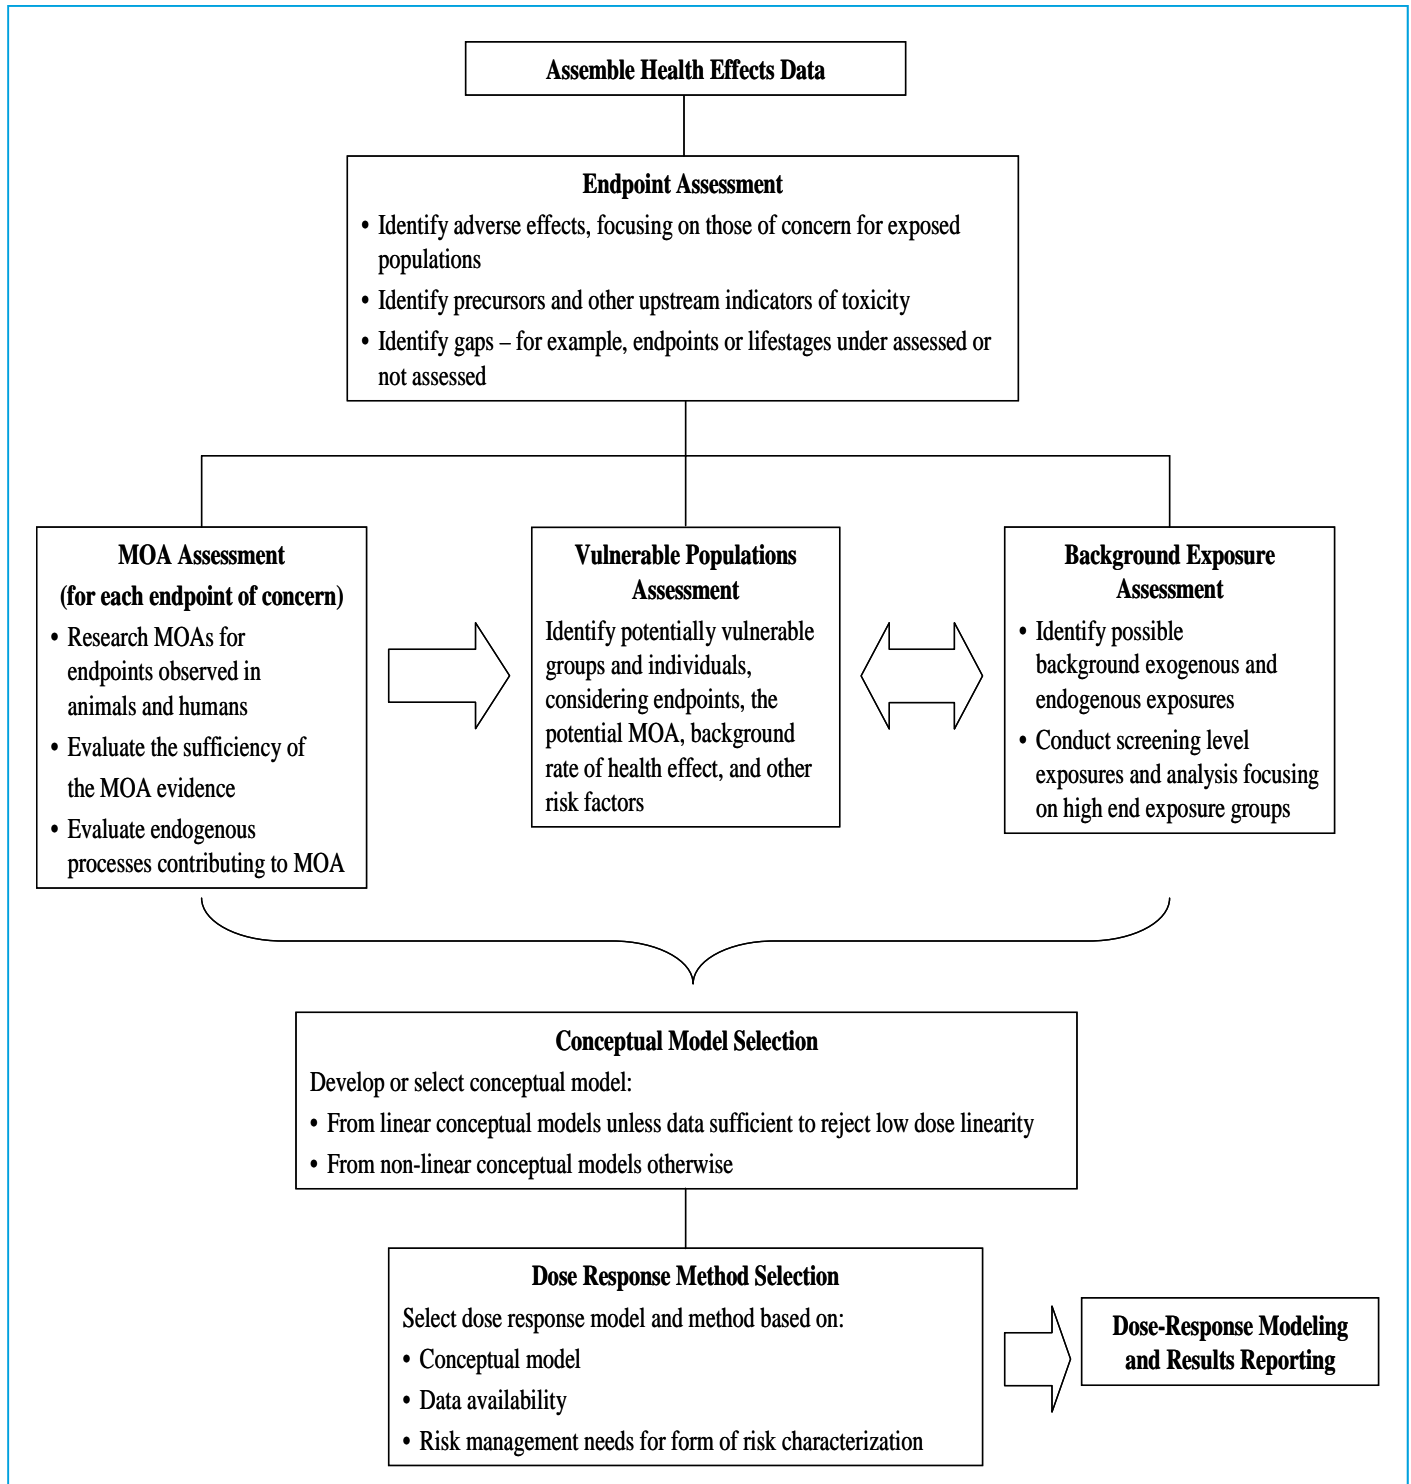 Assemble Health Effects Data
Endpoint Assessment
• Identify adverse effects, focusing on those of concern for exposed
populations
• Identify precursors and other upstream indicators of toxicity
• Identify gaps – for example, endpoints or lifestages under assessed or
not assessed
MOA Assessment
(for each endpoint of concern)
• Research MOAs for
endpoints observed in
animals and humans
• Evaluate the sufficiency of
the MOA evidence
• Evaluate endogenous
processes contributing to MOA
Vulnerable Populations
Assessment
Identify potentially vulnerable
groups and individuals,
considering endpoints, the
potential MOA, background
rate of health effect, and other
risk factors
Background Exposure
Assessment
• Identify possible
background exogenous and
endogenous exposures
• Conduct screening level
exposures and analysis focusing
on high end exposure groups
Conceptual Model Selection
Develop or select conceptual model:
• From linear conceptual models unless data sufficient to reject low dose linearity
• From non-linear conceptual models otherwise
Dose Response Method Selection
Select dose response model and method based on:
• Conceptual model
• Data availability
• Risk management needs for form of risk characterization
Dose-Response Modeling
and Results Reporting